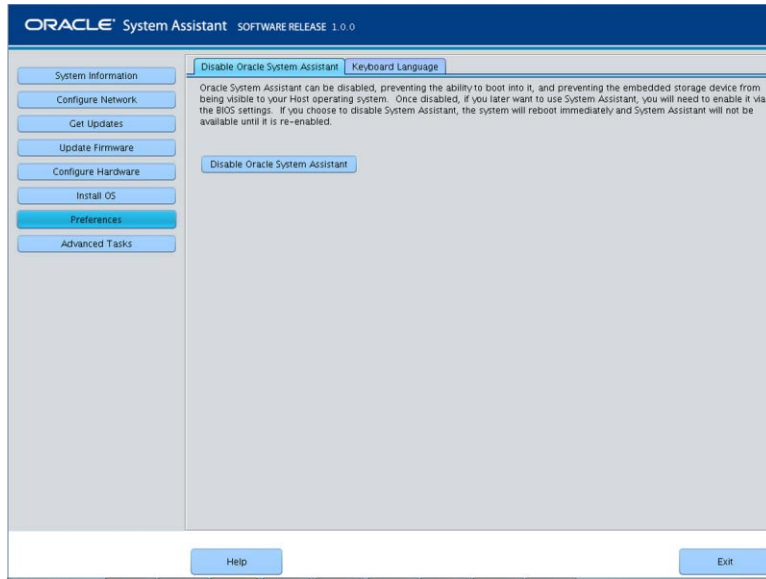 ORACLE System Assistant SOFTWARE RELEASE 1.0.0
System Information
Configure Network
Get Updates
Update Firmware
Configure Hardware
Install OS
Preferences
Advanced Tasks
Disable Oracle System Assistant Keyboard Language
Oracle System Assistant can be disabled, preventing the ability to boot into it, and preventing the embedded storage device from
being visible to your Host operating system. Once disabled, if you later want to use System Assistant, you will need to enable it via
the BIOS settings. If you choose to disable System Assistant, the system will reboot immediately and System Assistant will not be
available until it is re-enabled.
Disable Oracle System Assistant
Help
Exit